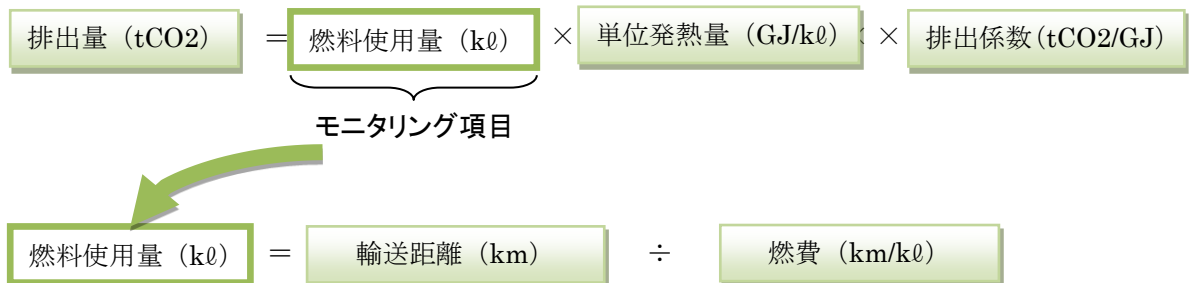 排出量（tCO2） ＝ 燃料使用量（kℓ） × 単位発熱量（GJ/kℓ） × 排出係数（tCO2/GJ）
モニタリング項目
燃料使用量（kℓ） ＝ 輸送距離（km） ÷ 燃費（km/kℓ）